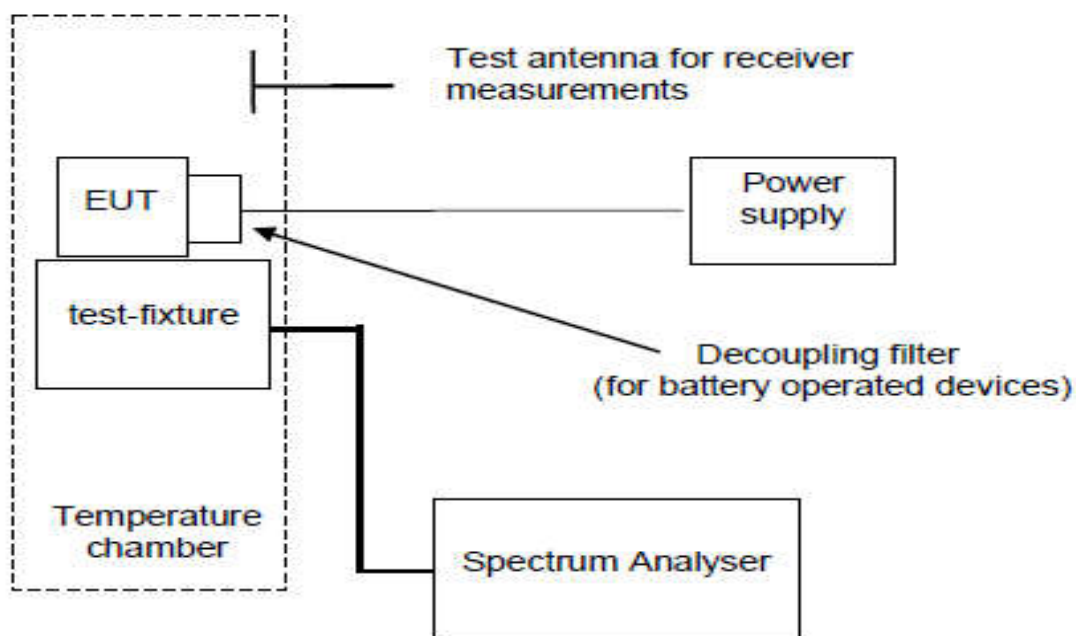 Test antenna for receiver
measurements
EUT
Power
supply
test-fixture
Decoupling filter
(for battery operated devices)
Temperature
chamber
Spectrum Analyser